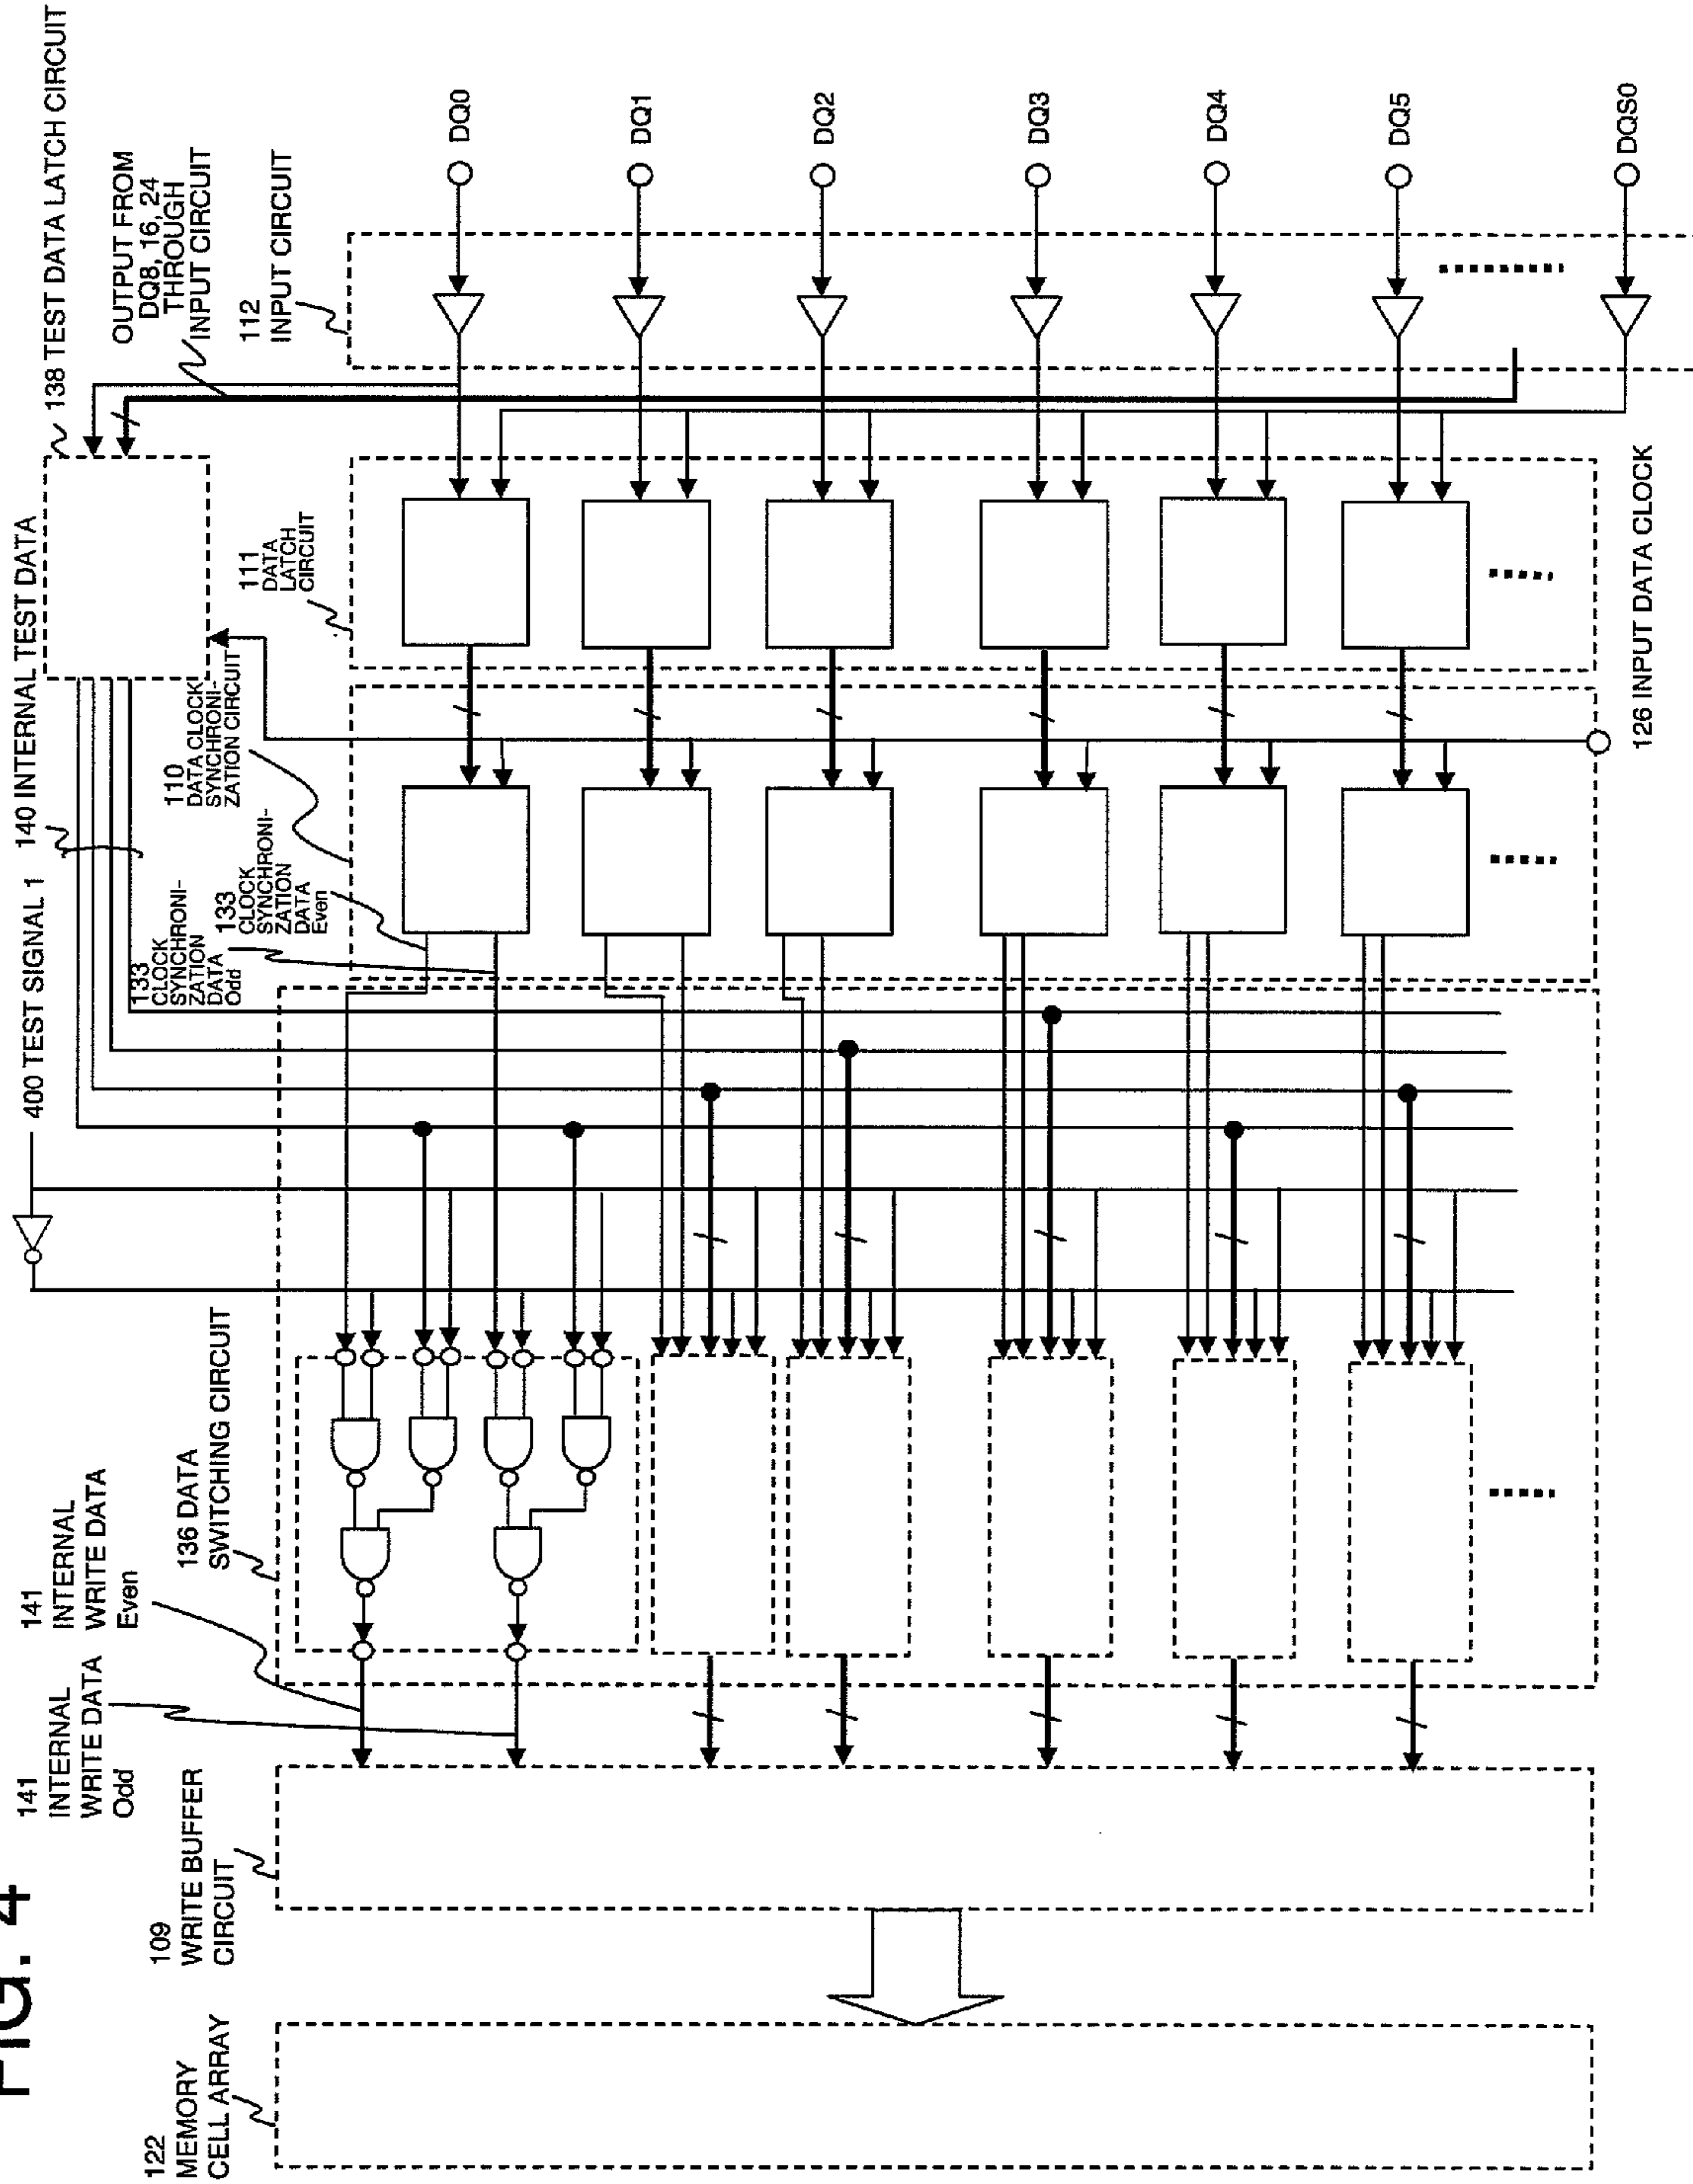 FIG. 4
122
MEMORY
CELL ARRAY
109
WRITE BUFFER
CIRCUIT
141
INTERNAL
WRITE DATA
Odd
141
INTERNAL
WRITE DATA
Even
136 DATA
SWITCHING CIRCUIT
400 TEST SIGNAL 1
140 INTERNAL TEST DATA
133
CLOCK
SYNCHRONI-
ZATION
DATA
Odd
133
CLOCK
SYNCHRONI-
ZATION
DATA
Even
110
DATA CLOCK
SYNCHRONI-
ZATION CIRCUIT
111
DATA
LATCH
CIRCUIT
138 TEST DATA LATCH CIRCUIT
OUTPUT FROM
DQ8, 16, 24
THROUGH
INPUT CIRCUIT
112
INPUT CIRCUIT
DQ0
DQ1
DQ2
DQ3
DQ4
DQ5
DQS0
126 INPUT DATA CLOCK